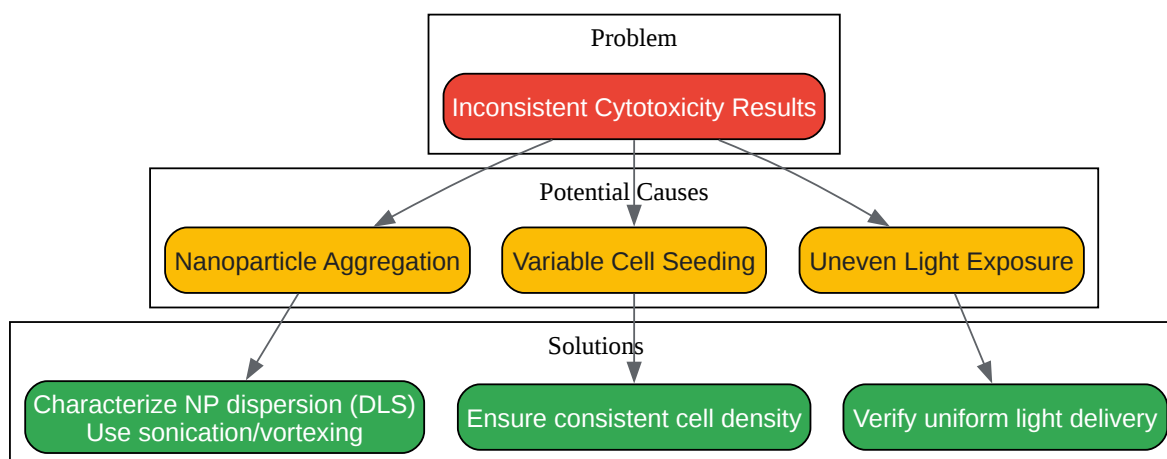 Problem
Inconsistent Cytotoxicity Results
Potential Causes
Nanoparticle Aggregation
Variable Cell Seeding
Uneven Light Exposure
Solutions
Characterize NP dispersion (DLS)
Use sonication/vortexing
Ensure consistent cell density
Verify uniform light delivery